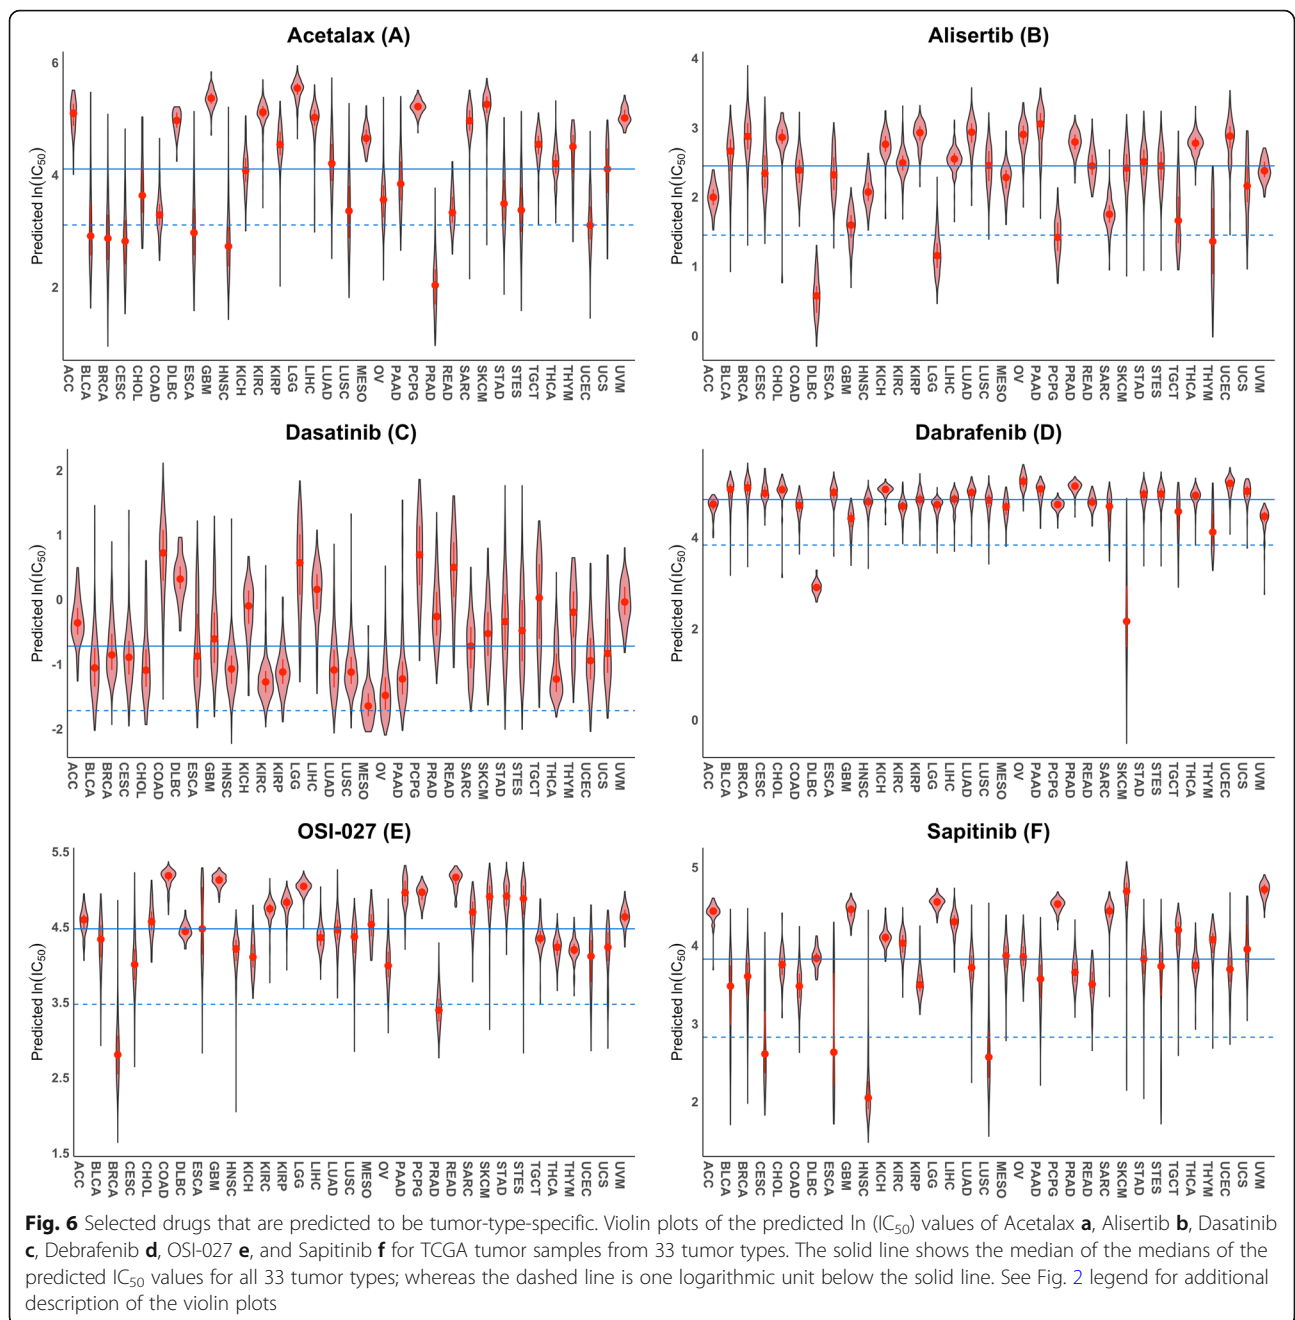 Acetalax (A)
Predicted ln(IC50)
6
4
2
ACC BLCA BRCA CESC CHOL COAD DLBC ESCA GBM HNSC KICH KIRC KIRP LGG LIHC LUAD LUSC MESO OV PAAD PCPG PRAD READ SARC SKCM STAD STES TGCT THCA THYM UCEC UCS UVM
Alisertib (B)
Predicted ln(IC50)
4
3
2
1
0
ACC BLCA BRCA CESC CHOL COAD DLBC ESCA GBM HNSC KICH KIRC KIRP LGG LIHC LUAD LUSC MESO OV PAAD PCPG PRAD READ SARC SKCM STAD STES TGCT THCA THYM UCEC UCS UVM
Dasatinib (C)
Predicted ln(IC50)
2
1
0
-1
-2
ACC BLCA BRCA CESC CHOL COAD DLBC ESCA GBM HNSC KICH KIRC KIRP LGG LIHC LUAD LUSC MESO OV PAAD PCPG PRAD READ SARC SKCM STAD STES TGCT THCA THYM UCEC UCS UVM
Dabrafenib (D)
Predicted ln(IC50)
4
2
0
ACC BLCA BRCA CESC CHOL COAD DLBC ESCA GBM HNSC KICH KIRC KIRP LGG LIHC LUAD LUSC MESO OV PAAD PCPG PRAD READ SARC SKCM STAD STES TGCT THCA THYM UCEC UCS UVM
OSI-027 (E)
Predicted ln(IC50)
5.5
4.5
3.5
2.5
1.5
ACC BLCA BRCA CESC CHOL COAD DLBC ESCA GBM HNSC KICH KIRC KIRP LGG LIHC LUAD LUSC MESO OV PAAD PCPG PRAD READ SARC SKCM STAD STES TGCT THCA THYM UCEC UCS UVM
Sapitinib (F)
Predicted ln(IC50)
5
4
3
2
ACC BLCA BRCA CESC CHOL COAD DLBC ESCA GBM HNSC KICH KIRC KIRP LGG LIHC LUAD LUSC MESO OV PAAD PCPG PRAD READ SARC SKCM STAD STES TGCT THCA THYM UCEC UCS UVM
Fig. 6 Selected drugs that are predicted to be tumor-type-specific. Violin plots of the predicted ln (IC50) values of Acetalax a, Alisertib b, Dasatinib
c, Debrafenib d, OSI-027 e, and Sapitinib f for TCGA tumor samples from 33 tumor types. The solid line shows the median of the medians of the
predicted IC50 values for all 33 tumor types; whereas the dashed line is one logarithmic unit below the solid line. See Fig. 2 legend for additional
description of the violin plots